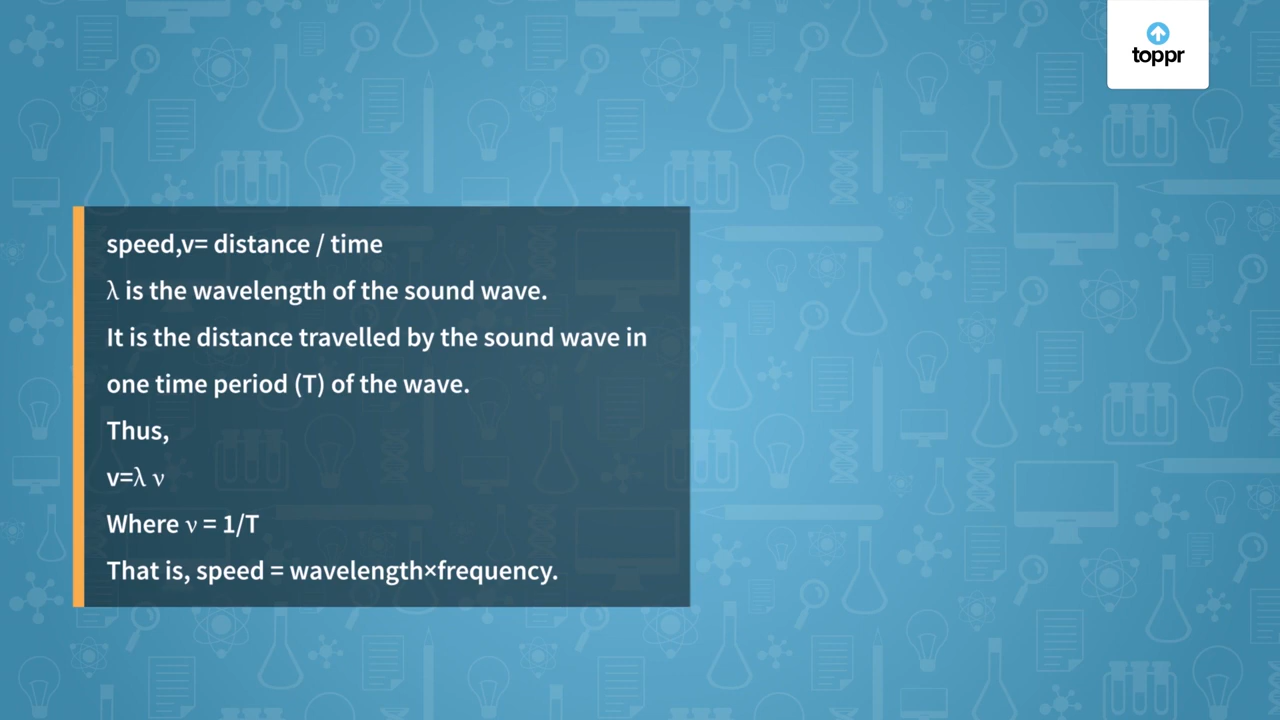 toppr
speed,v= distance / time
λ is the wavelength of the sound wave.
It is the distance travelled by the sound wave in
one time period (T) of the wave.
Thus,
v=λ ν
Where ν = 1/T
That is, speed = wavelength×frequency.